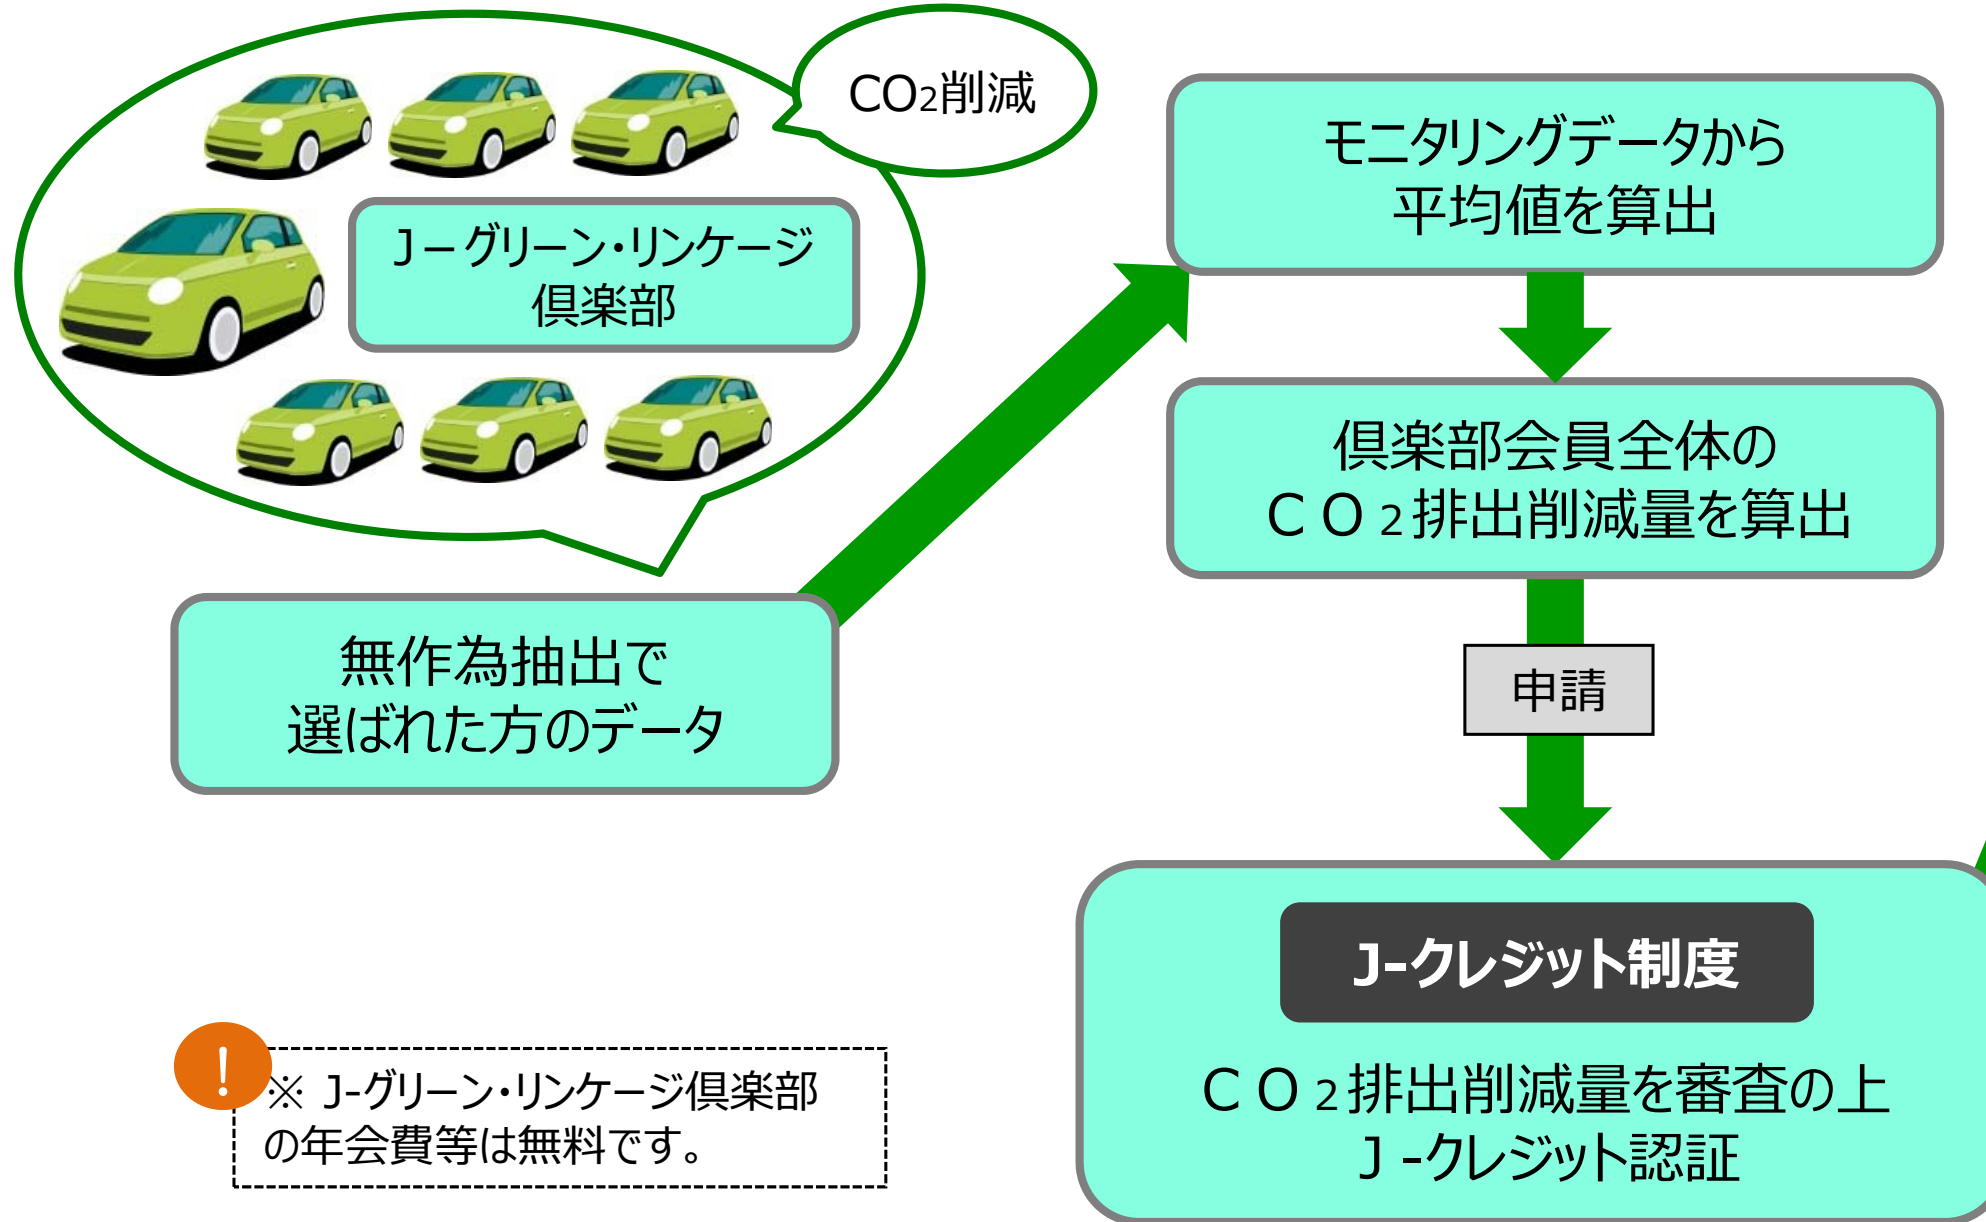 CO2削減
J－グリーン・リンケージ
倶楽部
無作為抽出で
選ばれた方のデータ
モニタリングデータから
平均値を算出
倶楽部会員全体の
ＣＯ２排出削減量を算出
申請
J-クレジット制度
ＣＯ２排出削減量を審査の上
J -クレジット認証
!
※ J-グリーン・リンケージ倶楽部
の年会費等は無料です。